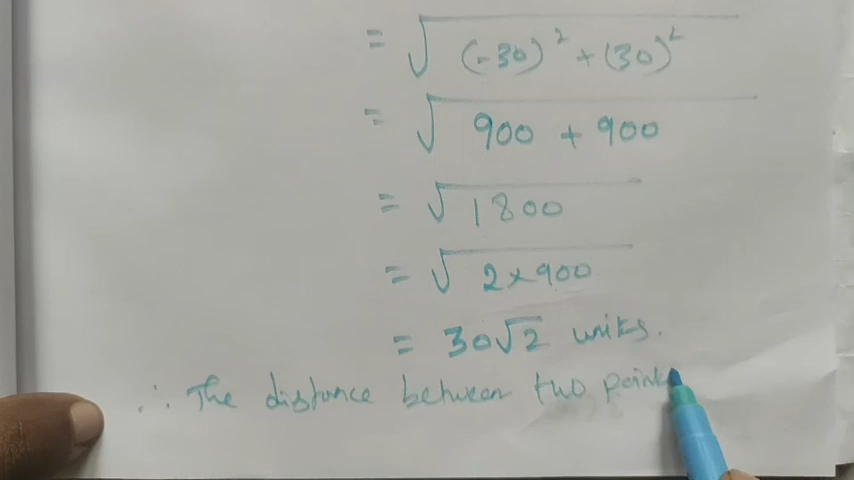 = √(-30)² + (30)²
= √900 + 900
= √1800
= √2×900
= 30√2 units.
∴ The distance between two points